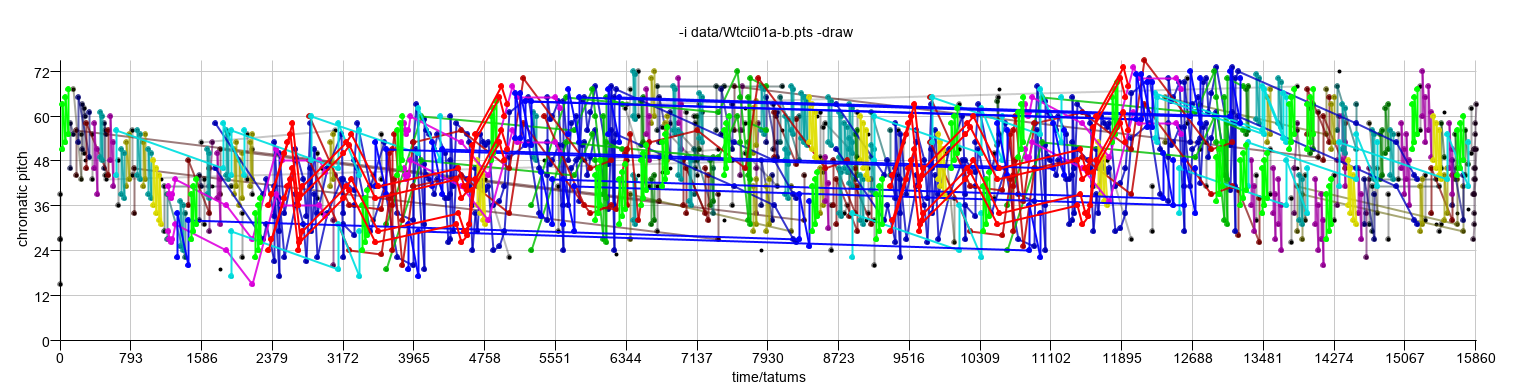 -i data/Wtcii01a-b.pts -draw
chromatic pitch
72
60
48
36
24
12
0
0 793 1586 2379 3172 3965 4758 5551 6344 7137 7930 8723 9516 10309 11102 11895 12688 13481 14274 15067 15860
time/tatums